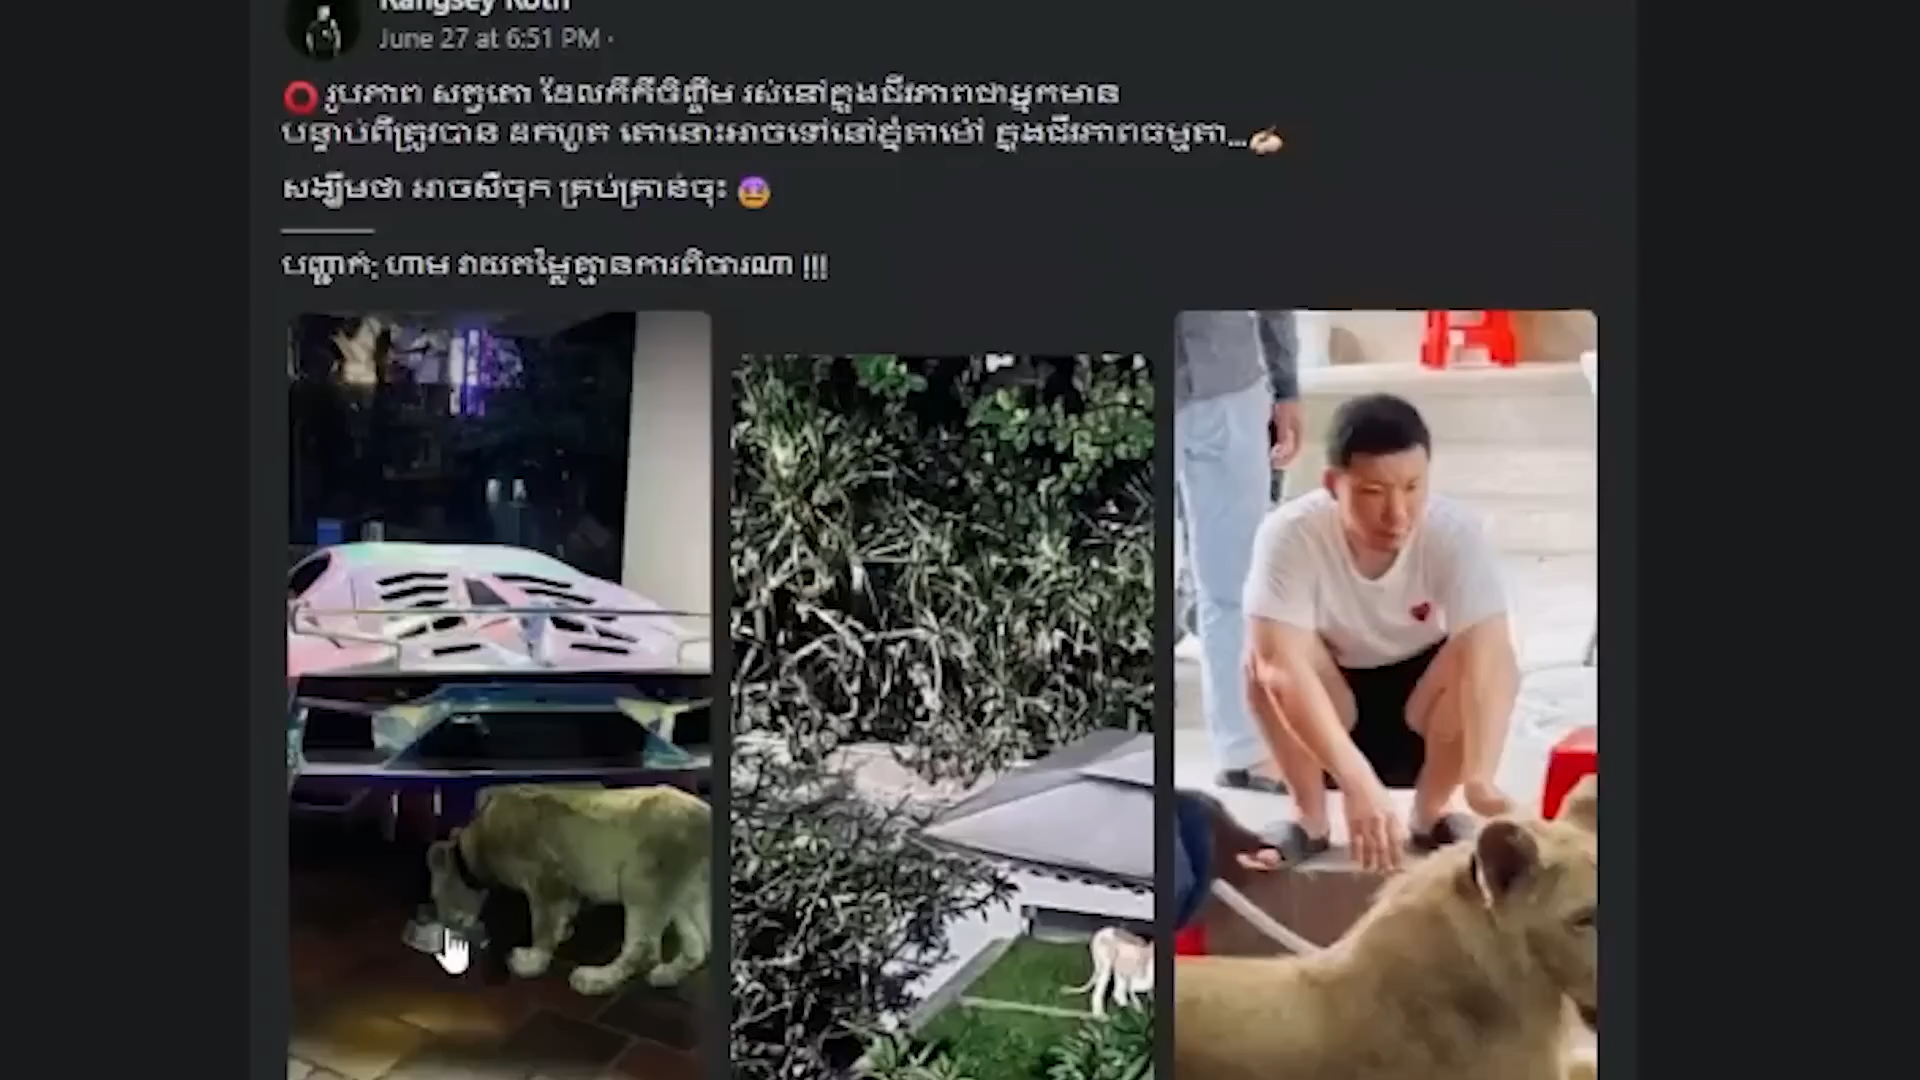 Rangsey Roth
June 27 at 6:51 PM ·
រូបភាព សត្វតោ ដែលគឺគឺចិញ្ចឹម រស់នៅក្នុងជីវភាពជាអ្នកមាន
បន្ទាប់ពីត្រូវបាន ដកហូត តោនោះអាចទៅនៅភ្នំតាម៉ៅ ក្នុងជីវភាពធម្មតា...
សង្ឃឹមថា អាចស៊ីចុក គ្រប់គ្រាន់ចុះ
បញ្ជាក់: ហាម វាយតម្លៃគ្មានការពិចារណា !!!